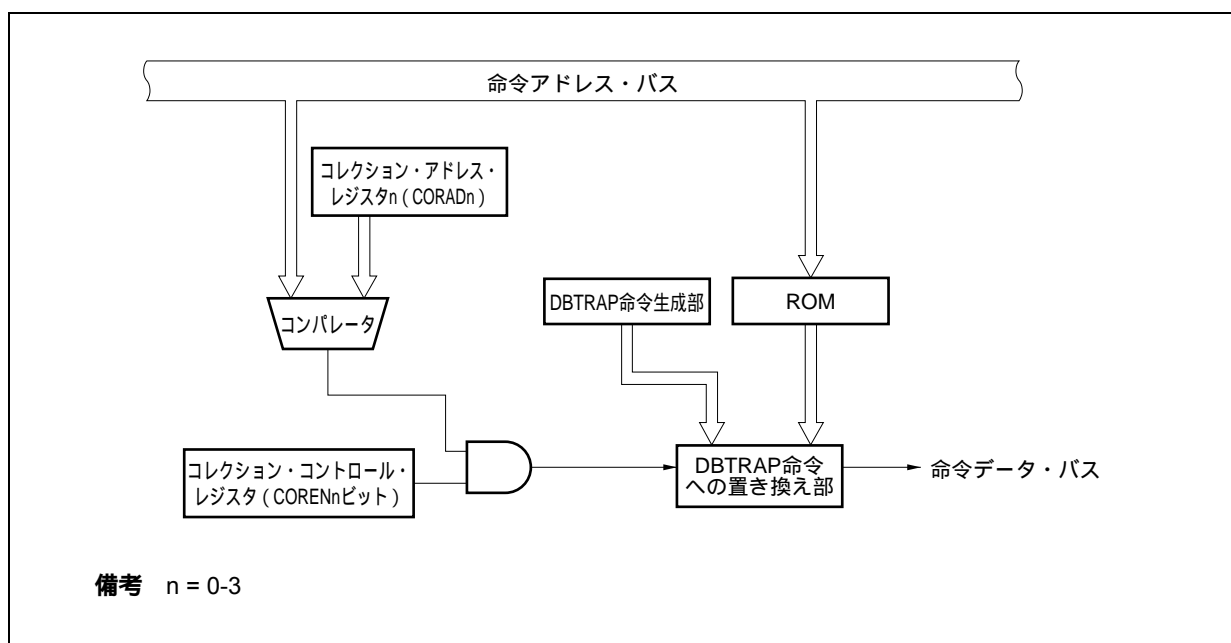 命令アドレス・バス
コレクション・アドレス・
レジスタn（CORADn）
コンパレータ
DBTRAP命令生成部
ROM
コレクション・コントロール・
レジスタ（CORENnビット）
DBTRAP命令
への置き換え部
命令データ・バス
備考 n = 0-3